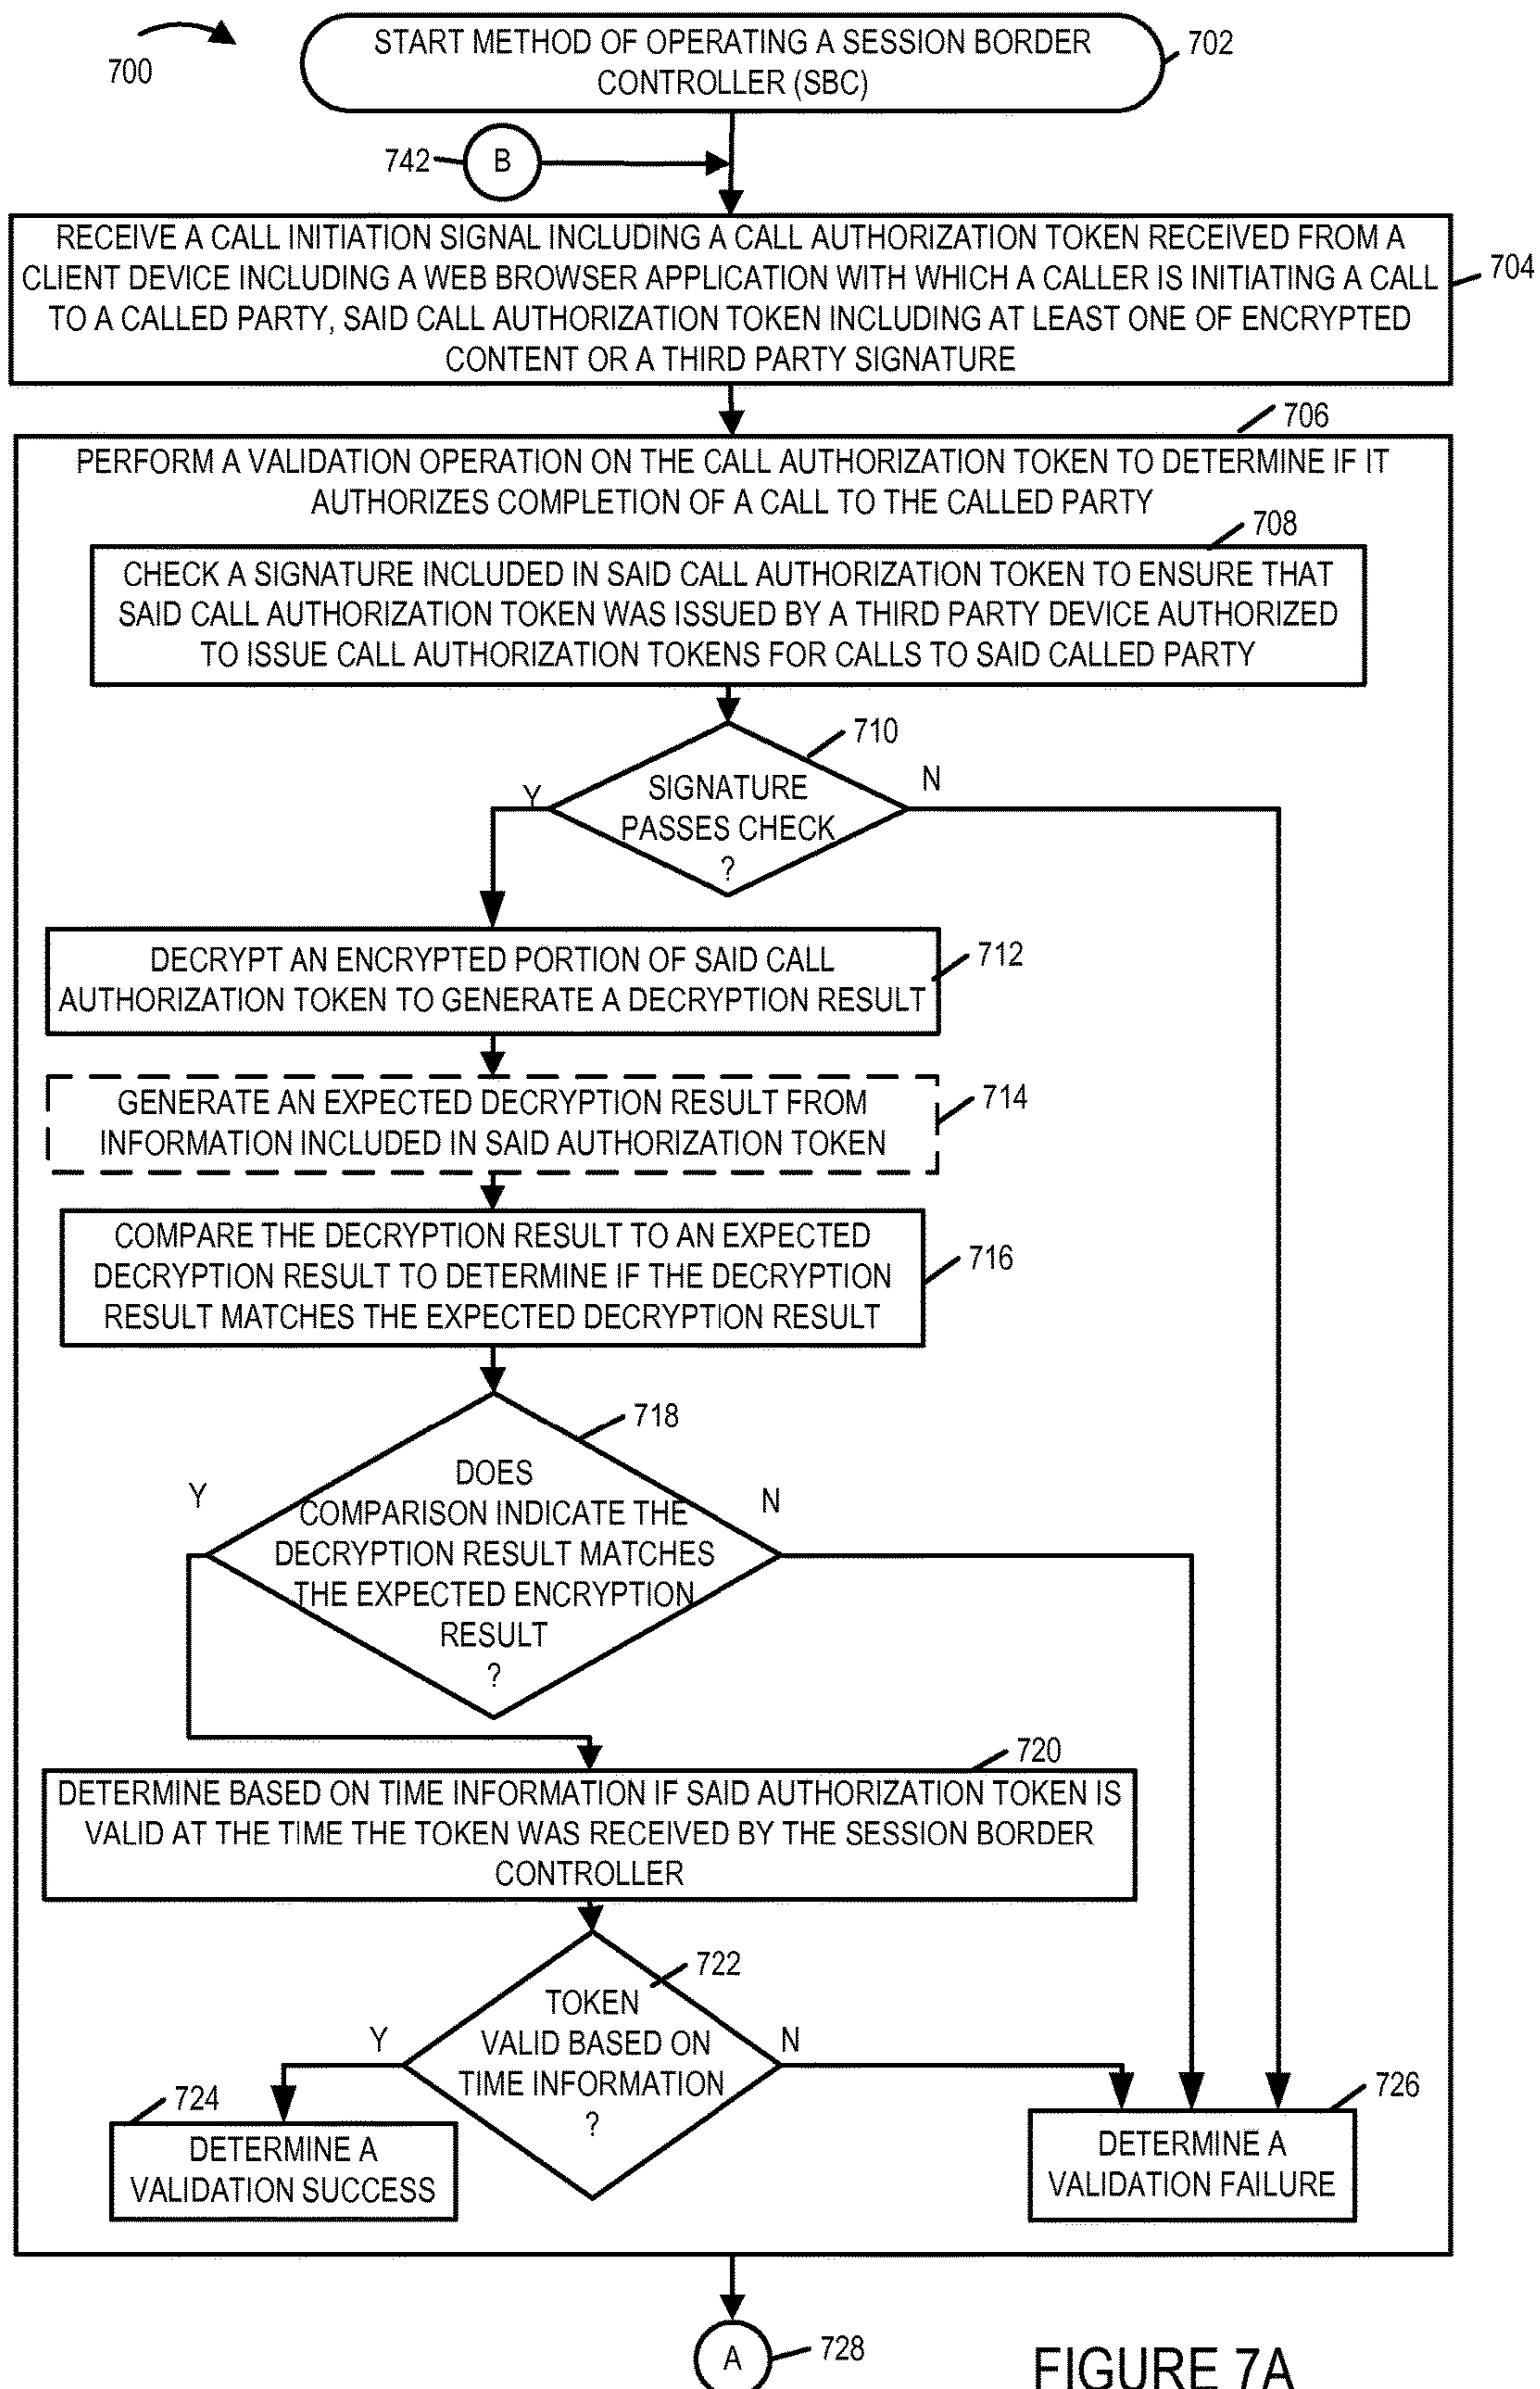 700
START METHOD OF OPERATING A SESSION BORDER
CONTROLLER (SBC)
702
742
B
RECEIVE A CALL INITIATION SIGNAL INCLUDING A CALL AUTHORIZATION TOKEN RECEIVED FROM A
CLIENT DEVICE INCLUDING A WEB BROWSER APPLICATION WITH WHICH A CALLER IS INITIATING A CALL
TO A CALLED PARTY, SAID CALL AUTHORIZATION TOKEN INCLUDING AT LEAST ONE OF ENCRYPTED
CONTENT OR A THIRD PARTY SIGNATURE
704
706
PERFORM A VALIDATION OPERATION ON THE CALL AUTHORIZATION TOKEN TO DETERMINE IF IT
AUTHORIZES COMPLETION OF A CALL TO THE CALLED PARTY
708
CHECK A SIGNATURE INCLUDED IN SAID CALL AUTHORIZATION TOKEN TO ENSURE THAT
SAID CALL AUTHORIZATION TOKEN WAS ISSUED BY A THIRD PARTY DEVICE AUTHORIZED
TO ISSUE CALL AUTHORIZATION TOKENS FOR CALLS TO SAID CALLED PARTY
710
Y
N
SIGNATURE
PASSES CHECK
?
DECRYPT AN ENCRYPTED PORTION OF SAID CALL
AUTHORIZATION TOKEN TO GENERATE A DECRYPTION RESULT
712
GENERATE AN EXPECTED DECRYPTION RESULT FROM
INFORMATION INCLUDED IN SAID AUTHORIZATION TOKEN
714
COMPARE THE DECRYPTION RESULT TO AN EXPECTED
DECRYPTION RESULT TO DETERMINE IF THE DECRYPTION
RESULT MATCHES THE EXPECTED DECRYPTION RESULT
716
718
Y
N
DOES
COMPARISON INDICATE THE
DECRYPTION RESULT MATCHES
THE EXPECTED ENCRYPTION
RESULT
?
720
DETERMINE BASED ON TIME INFORMATION IF SAID AUTHORIZATION TOKEN IS
VALID AT THE TIME THE TOKEN WAS RECEIVED BY THE SESSION BORDER
CONTROLLER
722
Y
N
TOKEN
VALID BASED ON
TIME INFORMATION
?
724
DETERMINE A
VALIDATION SUCCESS
726
DETERMINE A
VALIDATION FAILURE
A
728
FIGURE 7A